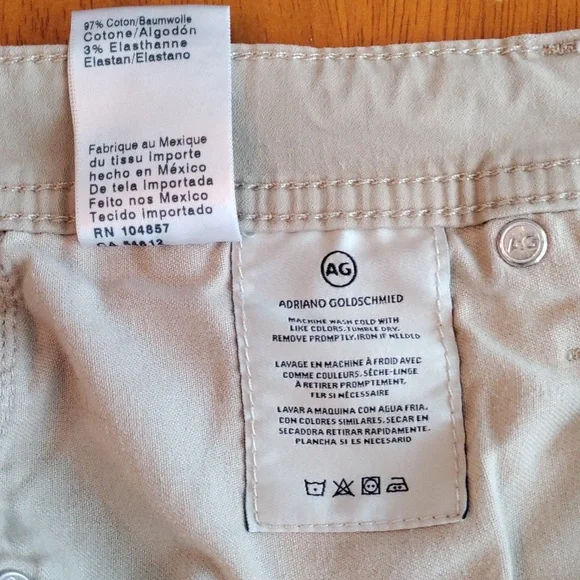 97% Coton/Baumwolle
Cotone/Algodón
3% Elasthanne
Elastan/Elastano
Fabrique au Mexique
du tissu importe
hecho en México
De tela importada
Feito nos Mexico
Tecido importado
RN 104857
AG
AG
ADRIANO GOLDSCHMIED
MACHINE WASH COLD WITH
LIKE COLORS. TUMBLE DRY.
REMOVE PROMPTLY. IRON IF NEEDED
LAVAGE EN MACHINE À FROID AVEC
COMME COULEURS. SÈCHE-LINGE
À RETIRER PROMPTEMENT.
FER SI NÉCESSAIRE
LAVAR A MAQUINA CON AGUA FRIA,
CON COLORES SIMILARES. SECAR EN
SECADORA RETIRAR RAPIDAMENTE.
PLANCHA SI ES NECESARIO